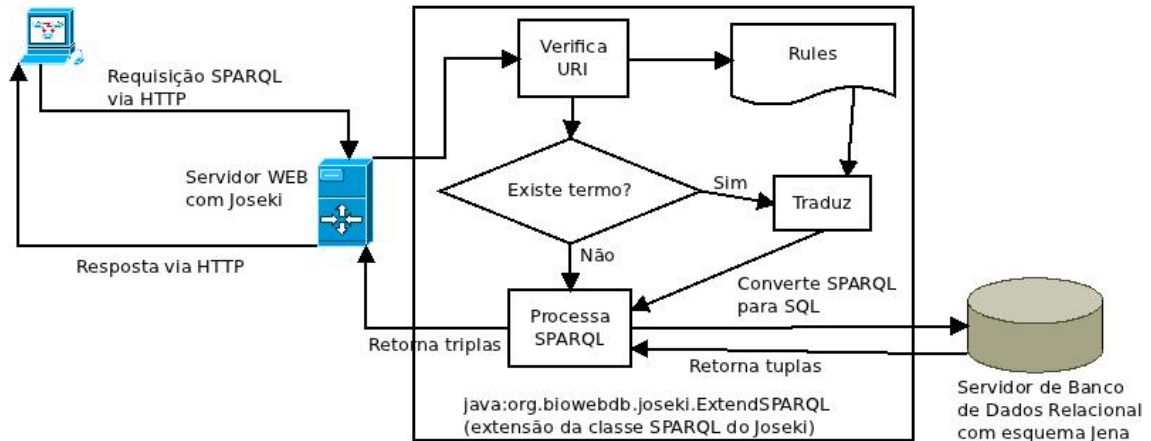 Requisição SPARQL
via HTTP
Servidor WEB
com Joseki
Resposta via HTTP
Verifica
URI
Rules
Existe termo?
Sim
Traduz
Não
Converte SPARQL
para SQL
Processa
SPARQL
Retorna triplas
Retorna tuplas
java:org.biowebdb.joseki.ExtendSPARQL
(extensão da classe SPARQL do Joseki)
Servidor de Banco
de Dados Relacional
com esquema Jena